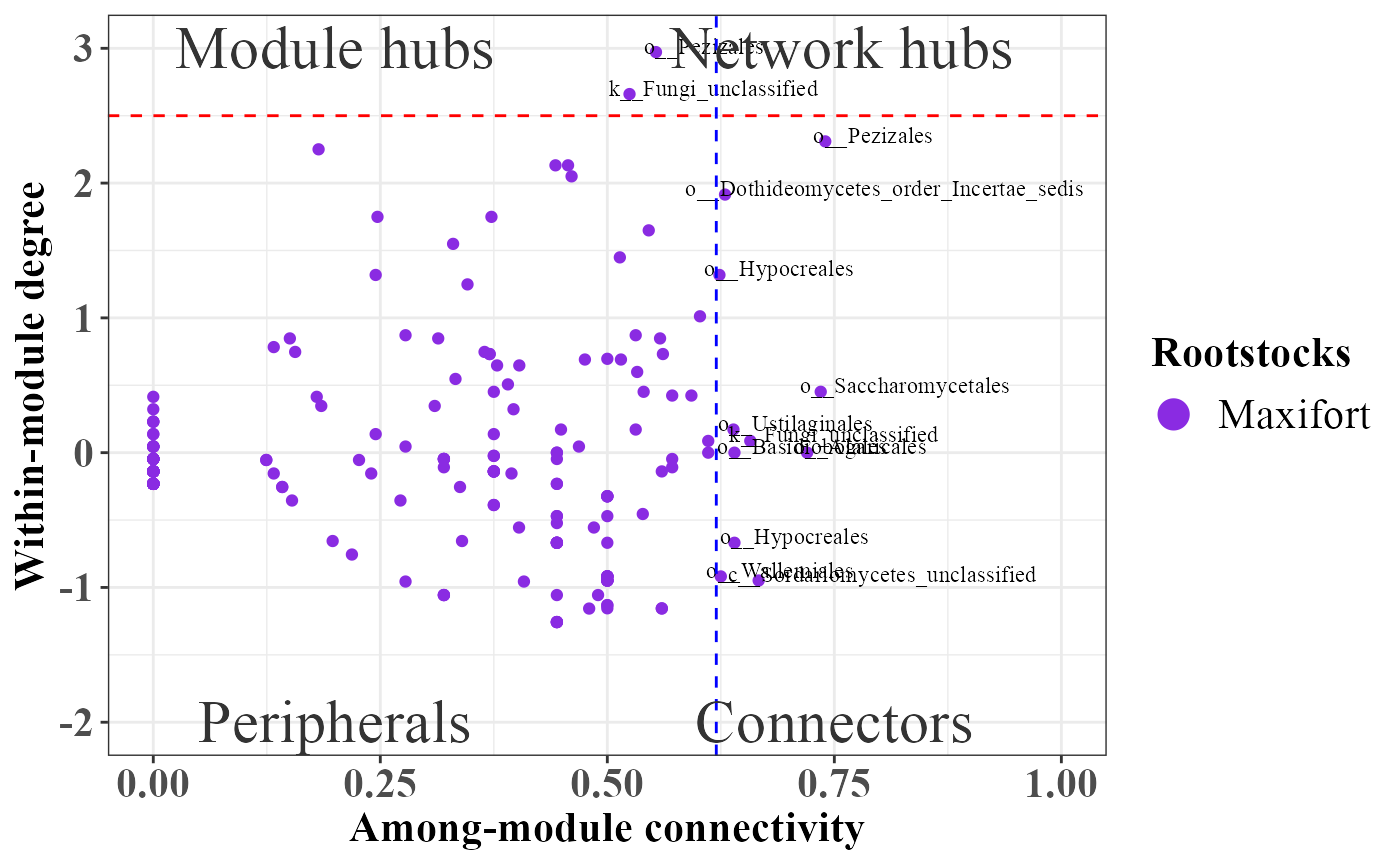 Module hubs
Network hubs
o__Pezizales
k__Fungi_unclassified
o__Pezizales
o__Dothideomycetes_order_Incertae_sedis
o__Hypocreales
o__Saccharomycetales
o__Ustilaginales
k__Fungi_unclassified
o__Basidiobolales
o__Agaricales
o__Hypocreales
o__Wallemiales
c__Sordariomycetes_unclassified
Peripherals
Connectors
3
2
1
0
-1
-2
0.00
0.25
0.50
0.75
1.00
Within-module degree
Among-module connectivity
Rootstocks
Maxifort